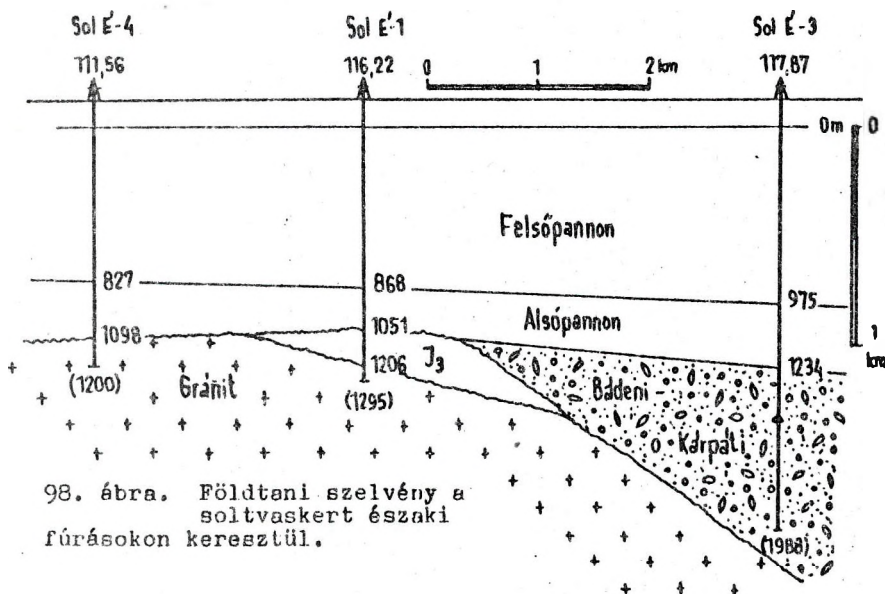 Sol É-4 Sol É-1 Sol É-3
111,56 116,22 0 1 2 km 117,87
0m 0
Felsőpannon
827 868 975
Alsópannon
1098 1051 1
1206 J₃ 1234 km
(1200) Gránit (1295) Bádeni-
Kárpáti
98. ábra. Földtani szelvény a
soltvaskert északi
fúrásokon keresztül.
(1988)